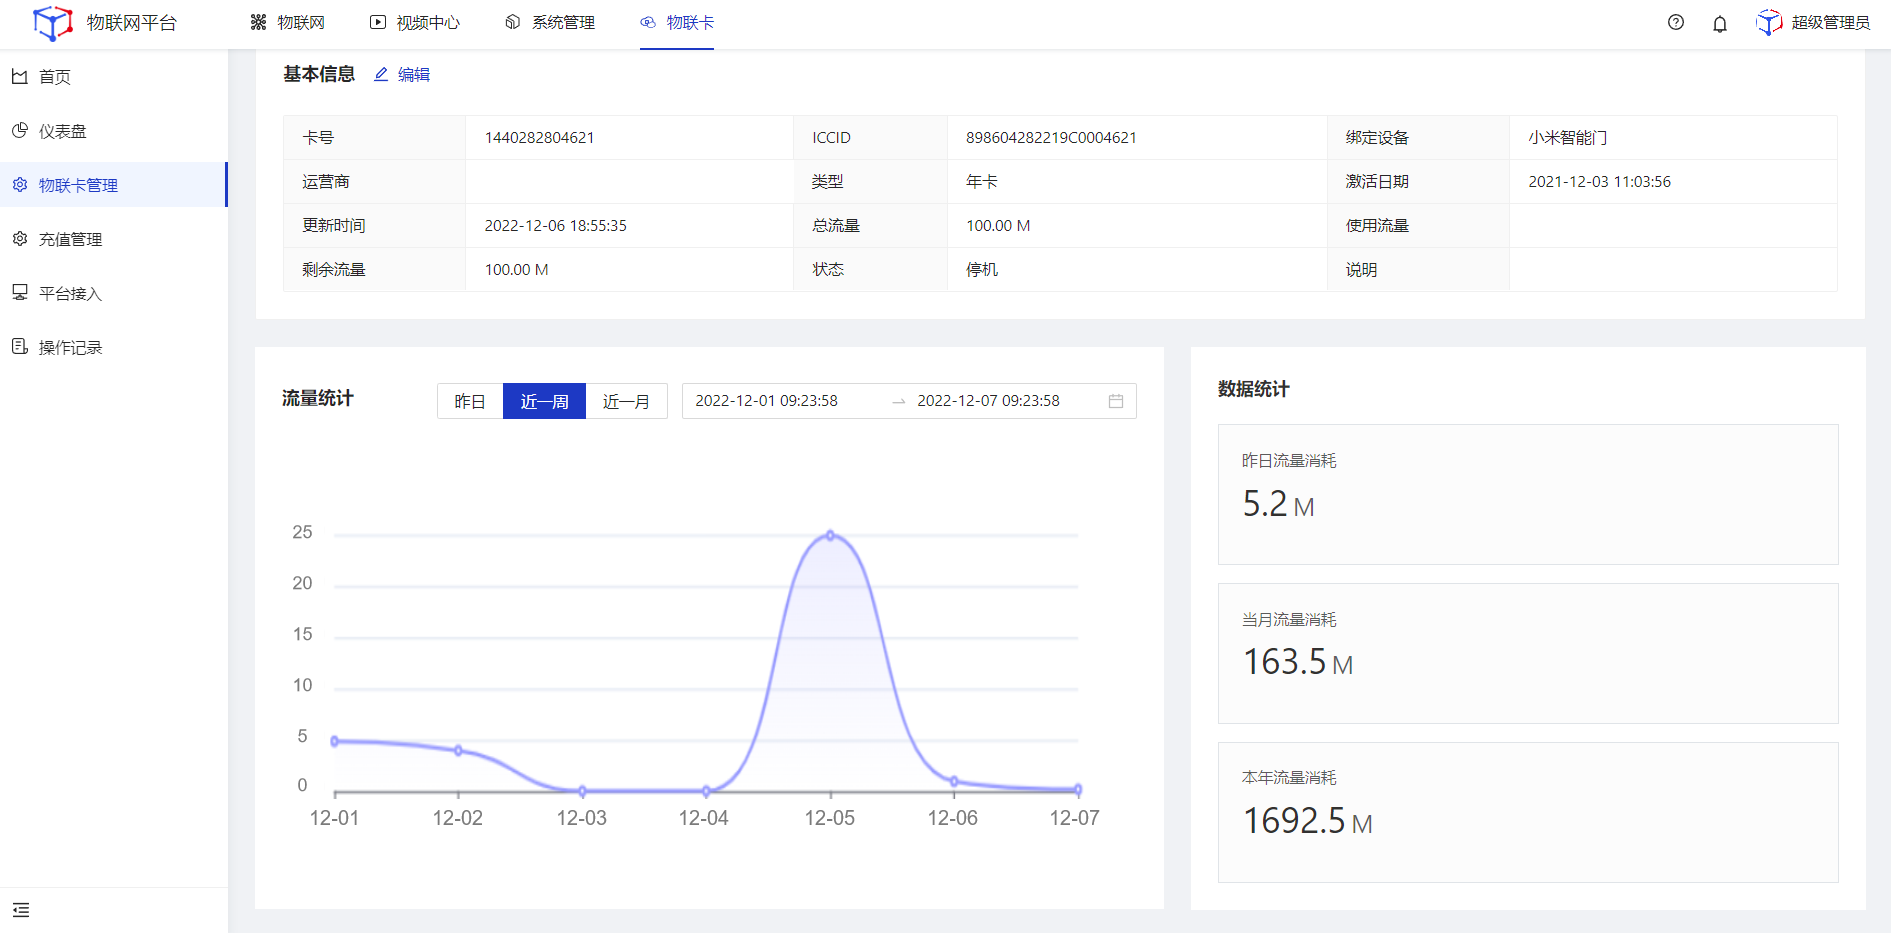 物联网平台
物联网
视频中心
系统管理
物联卡
超级管理员
首页
仪表盘
物联卡管理
充值管理
平台接入
操作记录
基本信息
编辑
卡号 1440282804621 ICCID 898604282219C0004621 绑定设备 小米智能门
运营商 类型 年卡 激活日期 2021-12-03 11:03:56
更新时间 2022-12-06 18:55:35 总流量 100.00 M 使用流量
剩余流量 100.00 M 状态 停机 说明
流量统计
昨日 近一周 近一月
2022-12-01 09:23:58 → 2022-12-07 09:23:58
25
20
15
10
5
0
12-01 12-02 12-03 12-04 12-05 12-06 12-07
数据统计
昨日流量消耗
5.2 M
当月流量消耗
163.5 M
本年流量消耗
1692.5 M